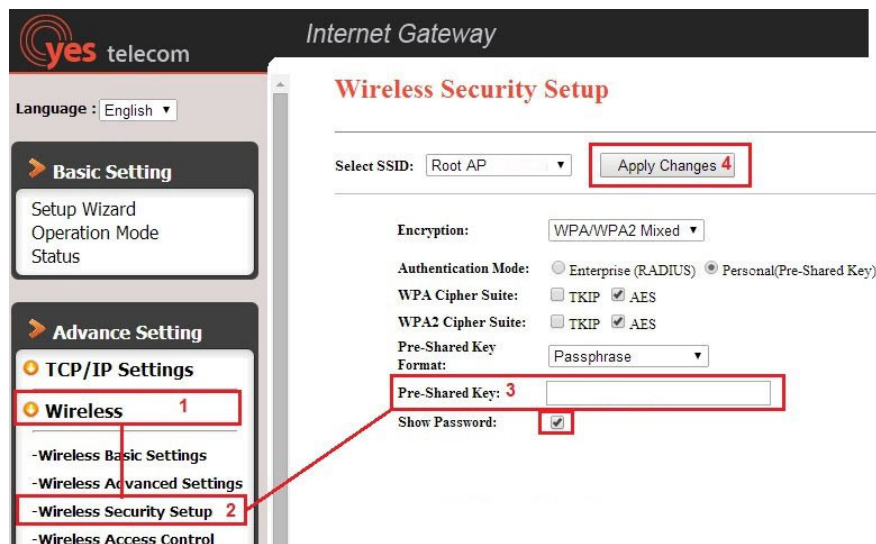 yes telecom
Internet Gateway
Language : English
Basic Setting
Setup Wizard
Operation Mode
Status
Advance Setting
TCP/IP Settings
Wireless 1
-Wireless Basic Settings
-Wireless Advanced Settings
-Wireless Security Setup 2
-Wireless Access Control
Wireless Security Setup
Select SSID: Root AP Apply Changes 4
Encryption: WPA/WPA2 Mixed
Authentication Mode: Enterprise (RADIUS) Personal(Pre-Shared Key)
WPA Cipher Suite: TKIP AES
WPA2 Cipher Suite: TKIP AES
Pre-Shared Key
Format: Passphrase
Pre-Shared Key: 3
Show Password: